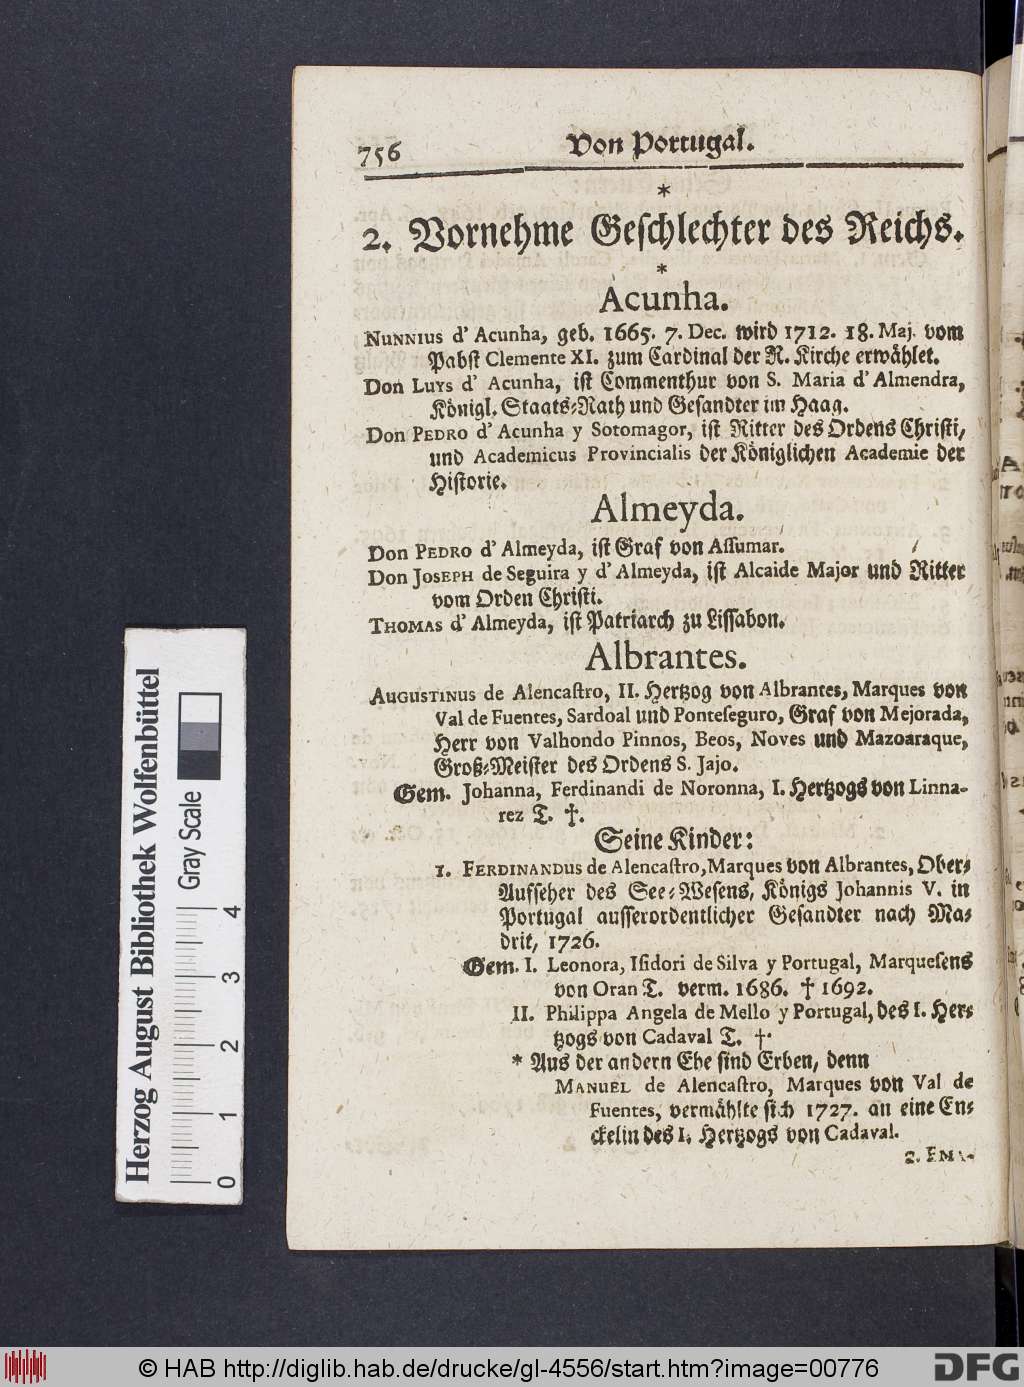 756 Von Portugal.
*
2. Vornehme Geschlechter des Reichs.
*
Acunha.
Nunnius d' Acunha, geb. 1665. 7. Dec. wird 1712. 18. Maj. vom
Pabst Clemente XI. zum Cardinal der R. Kirche erwählet.
Don Luys d' Acunha, ist Commenthur von S. Maria d' Almendra,
Königl. Staats-Rath und Gesandter im Haag.
Don Pedro d' Acunha y Sotomagor, ist Ritter des Ordens Christi,
und Academicus Provincialis der Königlichen Academie der
Historie.
Almeyda.
Don Pedro d' Almeyda, ist Graf von Assumar.
Don Joseph de Seguira y d' Almeyda, ist Alcaide Major und Ritter
vom Orden Christi.
Thomas d' Almeyda, ist Patriarch zu Lissabon.
Albrantes.
Augustinus de Alencastro, II. Hertzog von Albrantes, Marques von
Val de Fuentes, Sardoal und Ponteseguro, Graf von Mejorada,
Herr von Valhondo Pinnos, Beos, Noves und Mazoaraque,
Groß-Meister des Ordens S. Jajo.
Gem. Johanna, Ferdinandi de Noronna, I. Hertzogs von Linna-
rez T. †.
Seine Kinder:
1. Ferdinandus de Alencastro, Marques von Albrantes, Ober-
Aufseher des See-Wesens, Königs Johannis V. in
Portugal ausserordentlicher Gesandter nach Ma-
drit, 1726.
Gem. I. Leonora, Isidori de Silva y Portugal, Marquesens
von Oran T. verm. 1686. † 1692.
II. Philippa Angela de Mello y Portugal, des I. Her-
tzogs von Cadaval T. †.
* Aus der andern Ehe sind Erben, denn
Manuel de Alencastro, Marques von Val de
Fuentes, vermählte sich 1727. an eine En-
ckelin des I. Hertzogs von Cadaval.
2. Ema-
Herzog August Bibliothek Wolfenbüttel
Gray Scale
0 1 2 3 4
© HAB http://diglib.hab.de/drucke/gl-4556/start.htm?image=00776
DFG